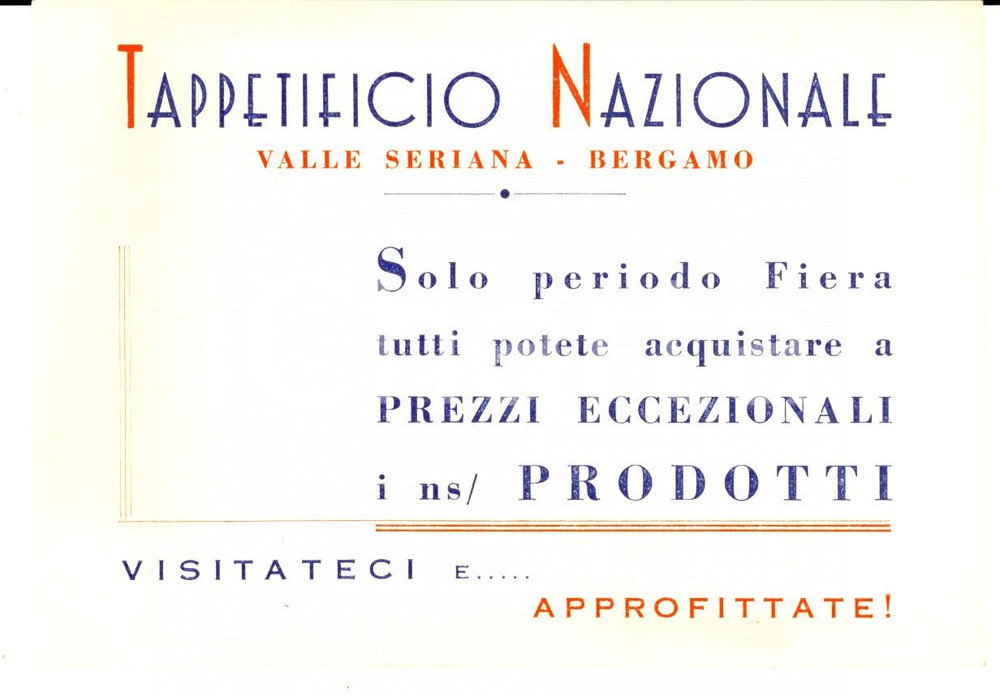 TAPPETIFICIO NAZIONALE
VALLE SERIANA - BERGAMO
Solo periodo Fiera
tutti potete acquistare a
PREZZI ECCEZIONALI
i ns/ PRODOTTI
VISITATECI E.....
APPROFITTATE!